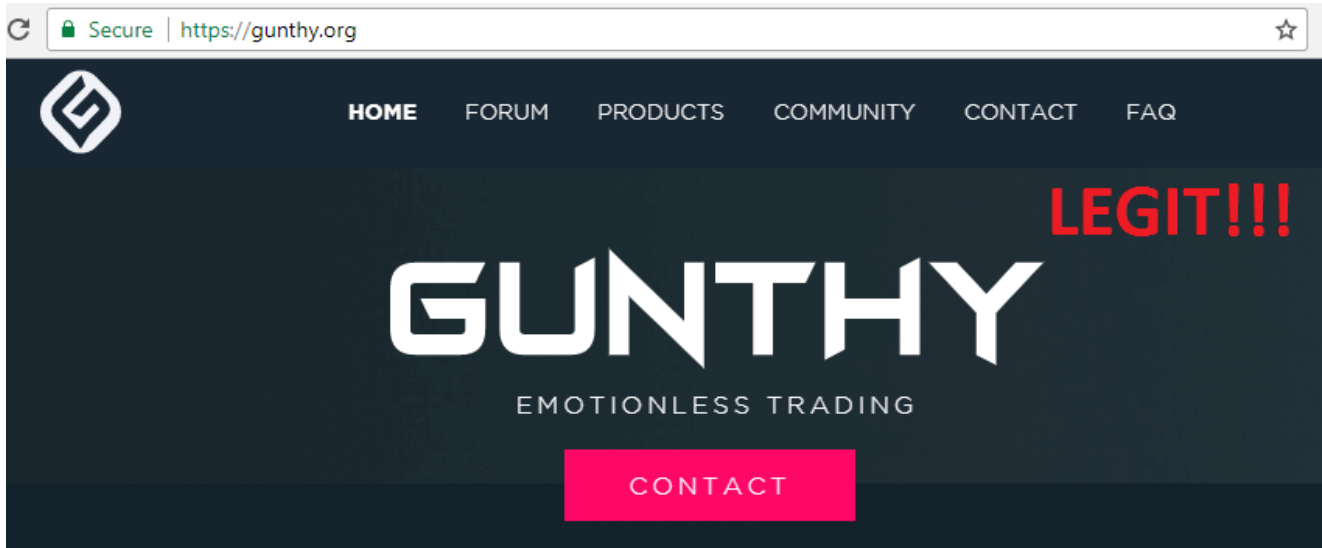 Secure | https://gunthy.org
HOME FORUM PRODUCTS COMMUNITY CONTACT FAQ
LEGIT!!!
GUNTHY
EMOTIONLESS TRADING
CONTACT